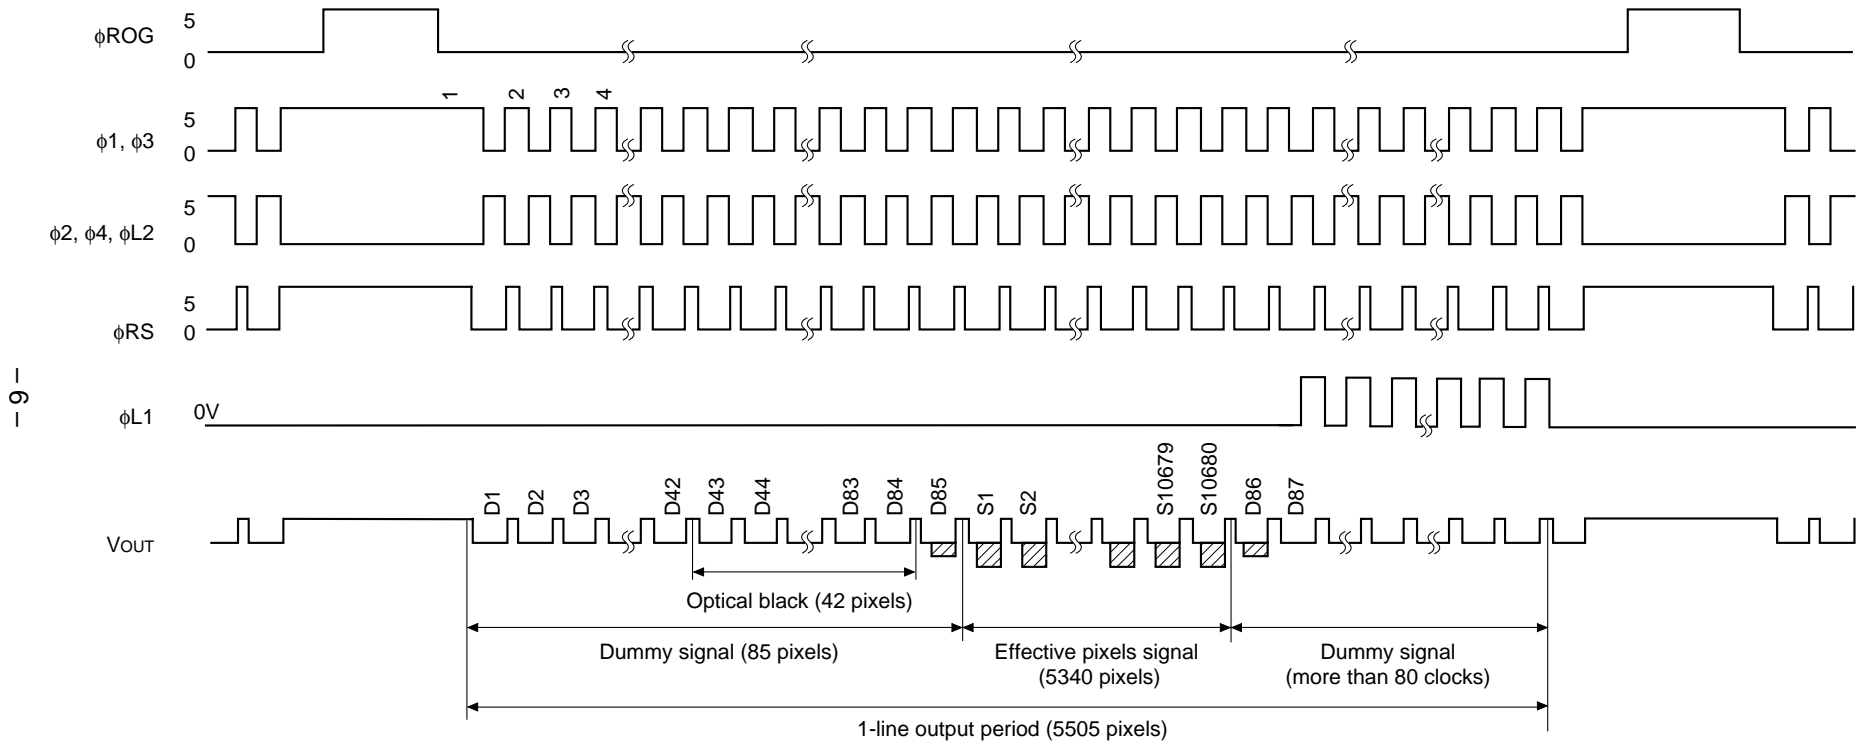 φROG
5
0
φ1, φ3
5
0
1
2
3
4
φ2, φ4, φL2
5
0
φRS
5
0
φL1
0V
VOUT
D1
D2
D3
D42
D43
D44
D83
D84
D85
S1
S2
S10679
S10680
D86
D87
Optical black (42 pixels)
Dummy signal (85 pixels)
Effective pixels signal
(5340 pixels)
Dummy signal
(more than 80 clocks)
1-line output period (5505 pixels)
– 9 –